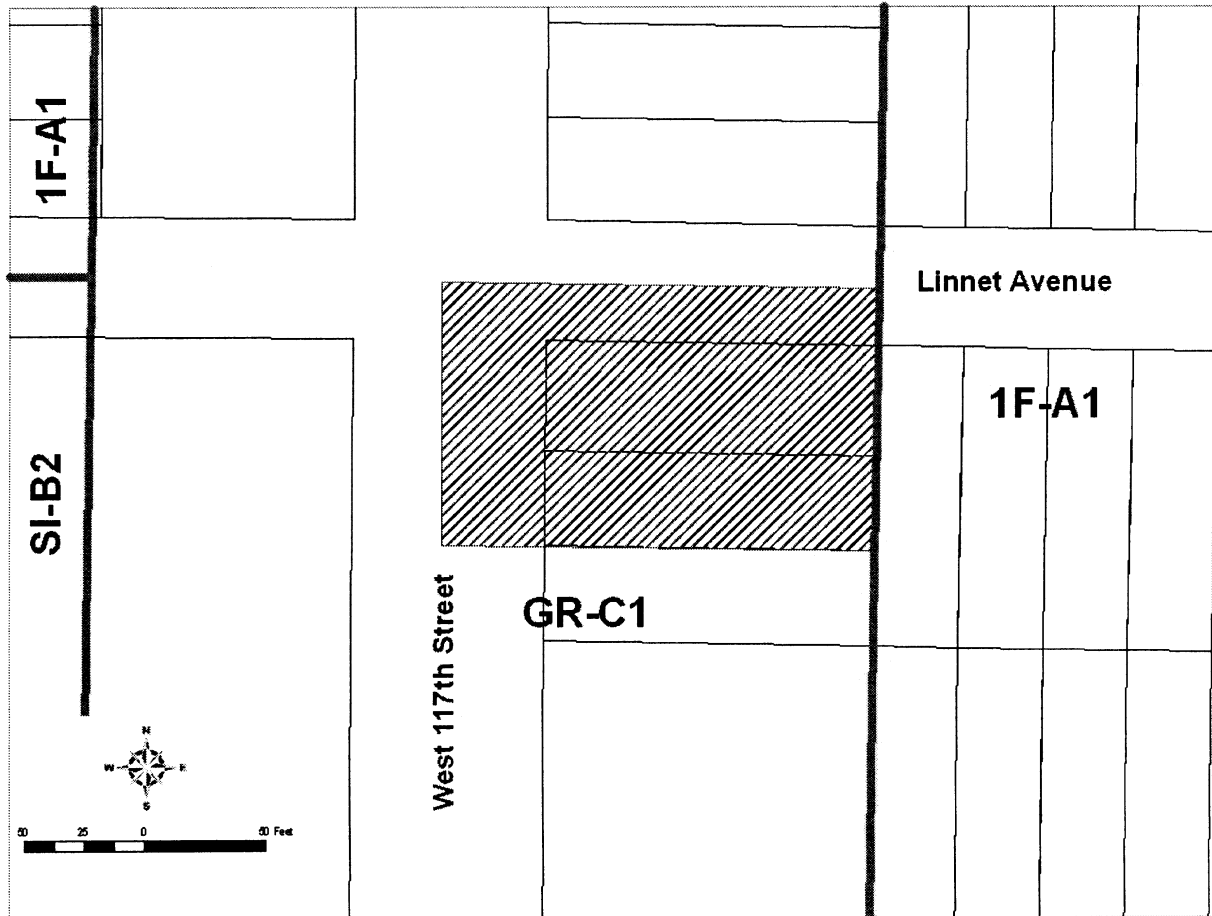 1F-A1
Linnet Avenue
1F-A1
SI-B2
GR-C1
West 117th Street
N
W E
S
50 25 0 50 Feet